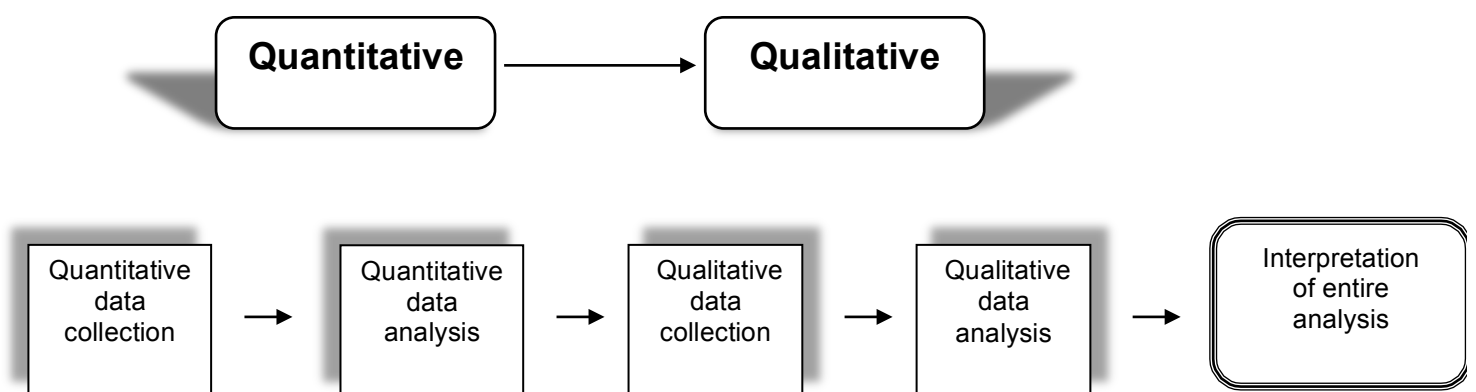 Quantitative
Qualitative
Quantitative
data
collection
Quantitative
data
analysis
Qualitative
data
collection
Qualitative
data
analysis
Interpretation
of entire
analysis